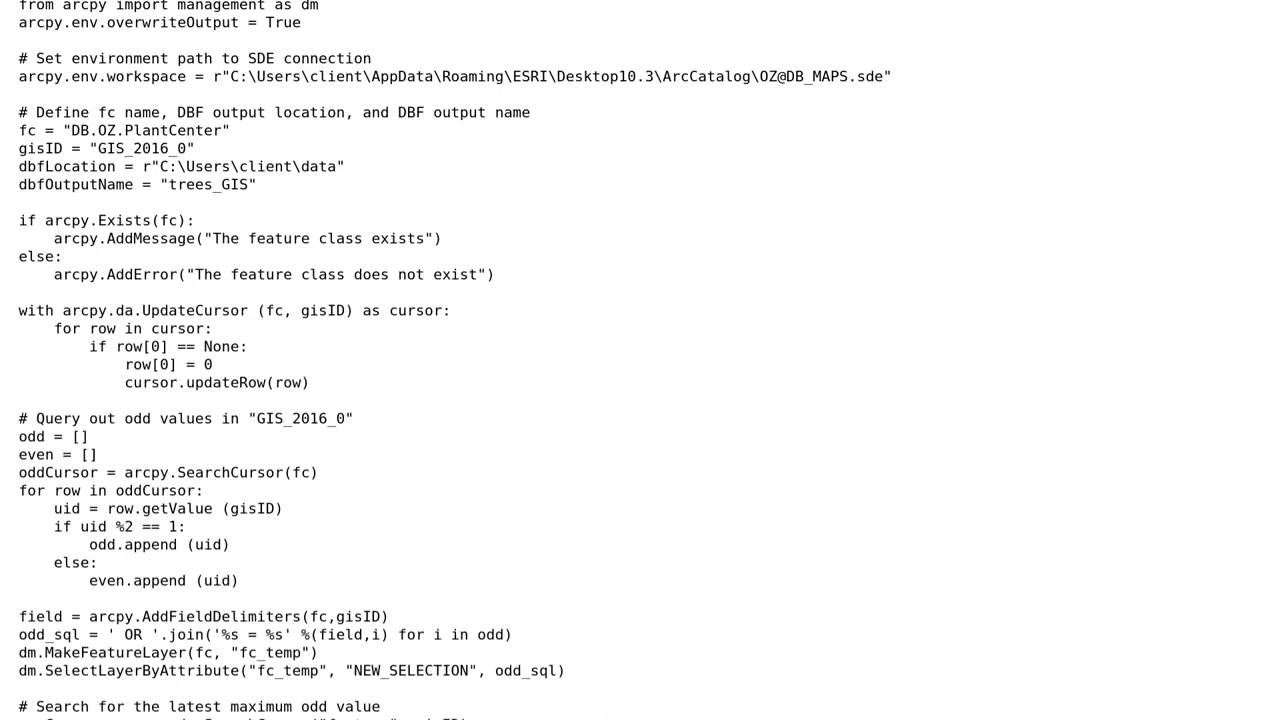 from arcpy import management as dm
arcpy.env.overwriteOutput = True
# Set environment path to SDE connection
arcpy.env.workspace = r"C:\Users\client\AppData\Roaming\ESRI\Desktop10.3\ArcCatalog\OZ@DB_MAPS.sde"
# Define fc name, DBF output location, and DBF output name
fc = "DB.OZ.PlantCenter"
gisID = "GIS_2016_0"
dbfLocation = r"C:\Users\client\data"
dbfOutputName = "trees_GIS"
if arcpy.Exists(fc):
    arcpy.AddMessage("The feature class exists")
else:
    arcpy.AddError("The feature class does not exist")
with arcpy.da.UpdateCursor (fc, gisID) as cursor:
    for row in cursor:
        if row[0] == None:
            row[0] = 0
            cursor.updateRow(row)
# Query out odd values in "GIS_2016_0"
odd = []
even = []
oddCursor = arcpy.SearchCursor(fc)
for row in oddCursor:
    uid = row.getValue (gisID)
    if uid %2 == 1:
        odd.append (uid)
    else:
        even.append (uid)
field = arcpy.AddFieldDelimiters(fc,gisID)
odd_sql = ' OR '.join('%s = %s' %(field,i) for i in odd)
dm.MakeFeatureLayer(fc, "fc_temp")
dm.SelectLayerByAttribute("fc_temp", "NEW_SELECTION", odd_sql)
# Search for the latest maximum odd value